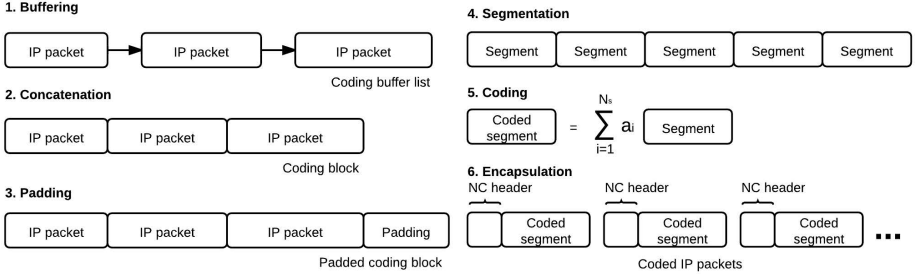 1. Buffering
IP packet IP packet IP packet
Coding buffer list
2. Concatenation
IP packet IP packet IP packet
Coding block
3. Padding
IP packet IP packet IP packet Padding
Padded coding block
4. Segmentation
Segment Segment Segment Segment Segment
5. Coding
Coded
segment
=
Ns
∑
i=1
ai
Segment
6. Encapsulation
NC header NC header NC header
Coded
segment
Coded
segment
Coded
segment
...
Coded IP packets